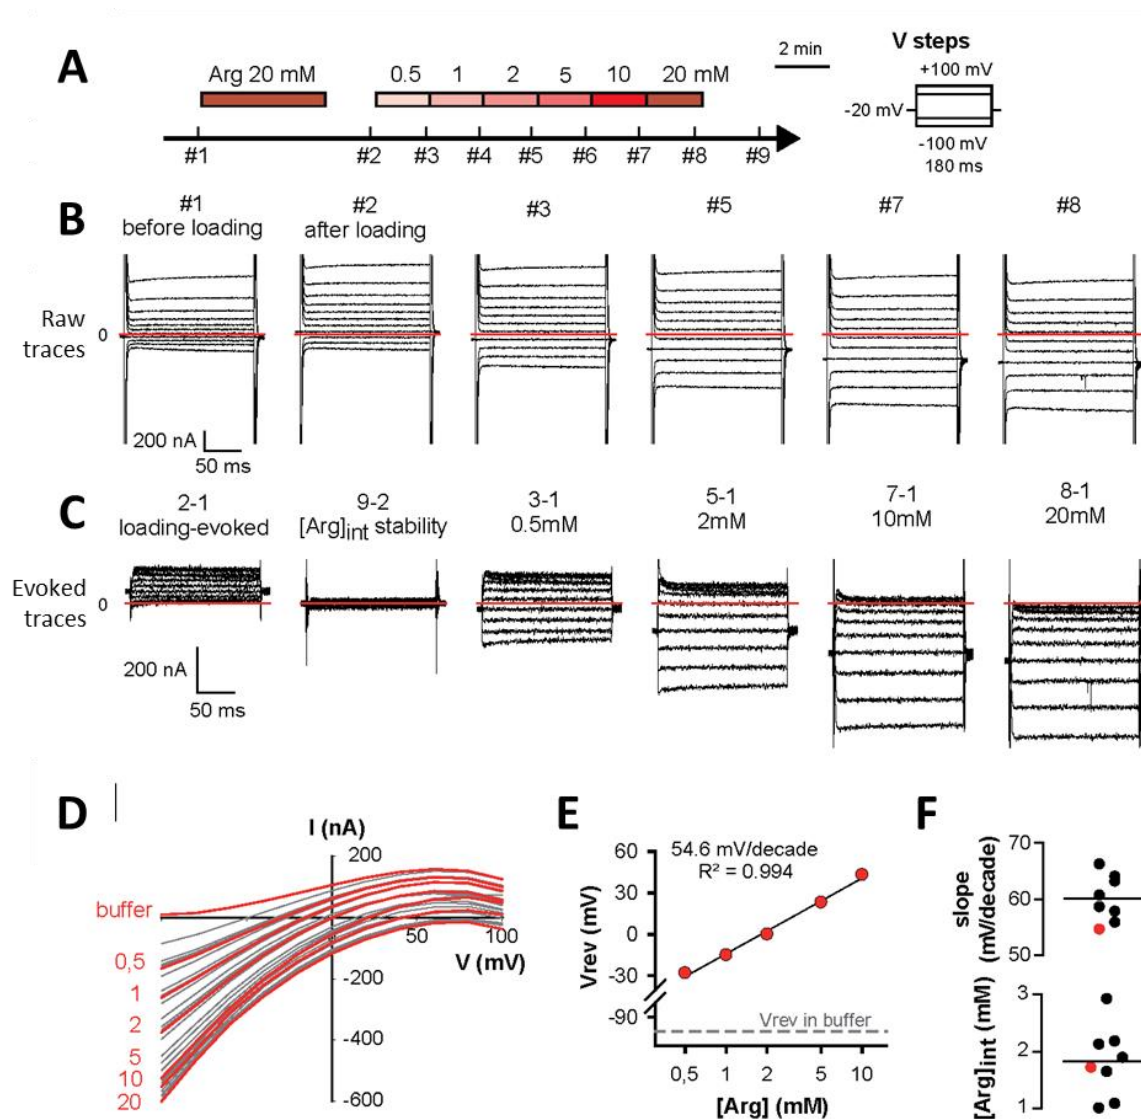 A
Arg 20 mM
0.5 1 2 5 10 20 mM
2 min
#1 #2 #3 #4 #5 #6 #7 #8 #9
V steps
+100 mV
-20 mV
-100 mV
180 ms
B
#1
before loading
#2
after loading
#3
#5
#7
#8
Raw
traces
0
200 nA
50 ms
C
2-1
loading-evoked
9-2
[Arg]int stability
3-1
0.5mM
5-1
2mM
7-1
10mM
8-1
20mM
Evoked
traces
0
200 nA
50 ms
D
I (nA)
200
buffer
0,5
1
2
5
10
20
50 100
V (mV)
-200
-400
-600
E
54.6 mV/decade
R² = 0.994
Vrev (mV)
60
30
0
-30
-90
Vrev in buffer
0,5 1 2 5 10
[Arg] (mM)
F
slope
(mV/decade)
70
60
50
[Arg]int (mM)
3
2
1